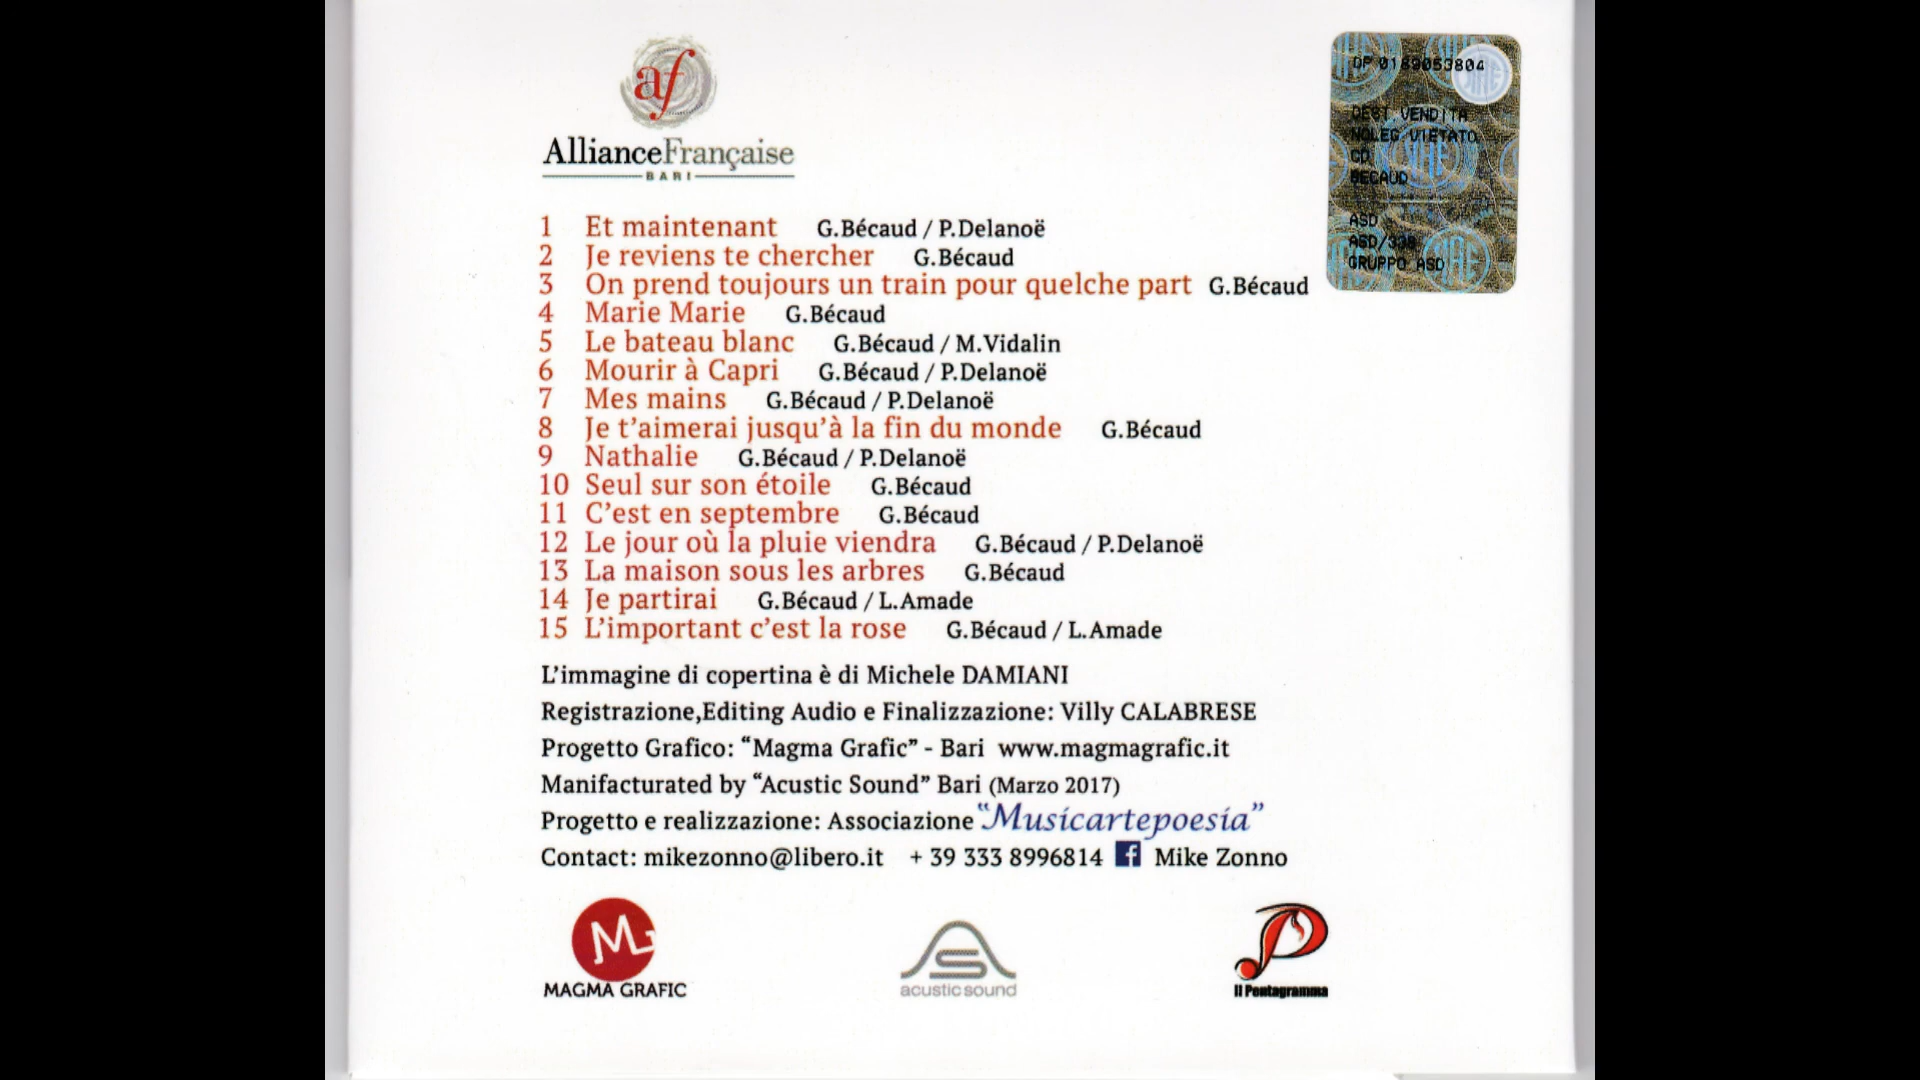 af
AllianceFrançaise
BARI
DP 0189053804
DEST.VENDITA
NOLEG.VIETATO
CD
BECAUD
ASD
GRUPPO ASD
1 Et maintenant G.Bécaud / P.Delanoë
2 Je reviens te chercher G.Bécaud
3 On prend toujours un train pour quelche part G.Bécaud
4 Marie Marie G.Bécaud
5 Le bateau blanc G.Bécaud / M.Vidalin
6 Mourir à Capri G.Bécaud / P.Delanoë
7 Mes mains G.Bécaud / P.Delanoë
8 Je t’aimerai jusqu’à la fin du monde G.Bécaud
9 Nathalie G.Bécaud / P.Delanoë
10 Seul sur son étoile G.Bécaud
11 C’est en septembre G.Bécaud
12 Le jour où la pluie viendra G.Bécaud / P.Delanoë
13 La maison sous les arbres G.Bécaud
14 Je partirai G.Bécaud / L.Amade
15 L’important c’est la rose G.Bécaud / L.Amade
L’immagine di copertina è di Michele DAMIANI
Registrazione,Editing Audio e Finalizzazione: Villy CALABRESE
Progetto Grafico: “Magma Grafic” - Bari www.magmagrafic.it
Manifacturated by “Acustic Sound” Bari (Marzo 2017)
Progetto e realizzazione: Associazione “Musicartepoesia”
Contact: mikezonno@libero.it + 39 333 8996814 f Mike Zonno
MAGMA GRAFIC
acustic sound
Il Pentagramma